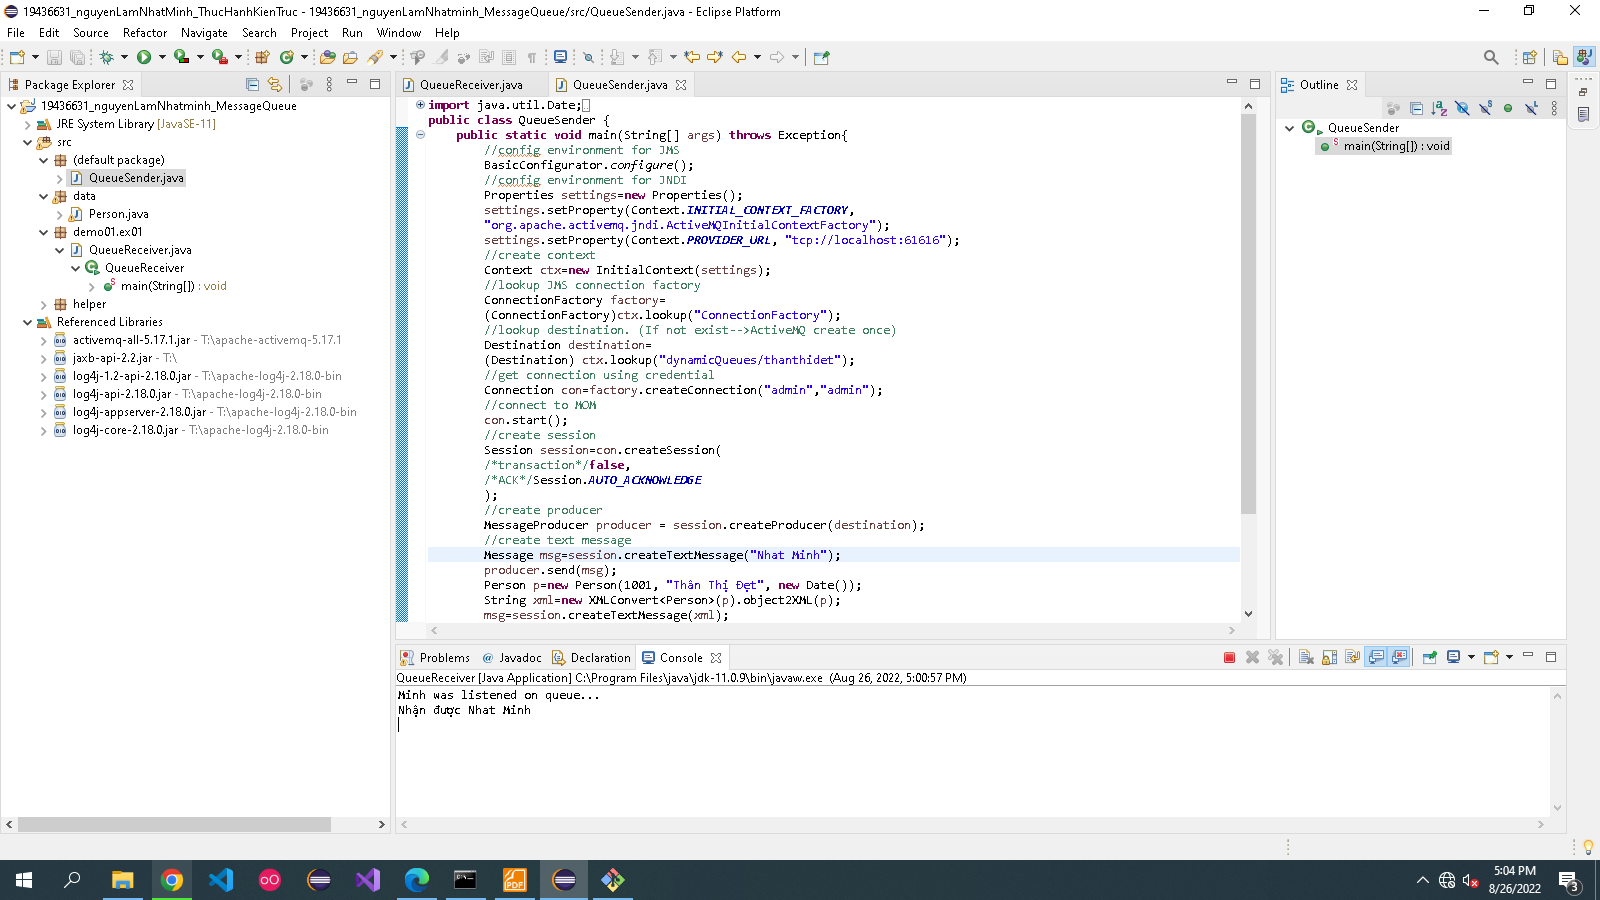 19436631_nguyenLamNhatMinh_ThucHanhKienTruc - 19436631_nguyenLamNhatminh_MessageQueue/src/QueueSender.java - Eclipse Platform
File Edit Source Refactor Navigate Search Project Run Window Help
Package Explorer
19436631_nguyenLamNhatminh_MessageQueue
JRE System Library [JavaSE-11]
src
(default package)
QueueSender.java
data
Person.java
demo01.ex01
QueueReceiver.java
QueueReceiver
main(String[]) : void
helper
Referenced Libraries
activemq-all-5.17.1.jar - T:\apache-activemq-5.17.1
jaxb-api-2.2.jar - T:\
log4j-1.2-api-2.18.0.jar - T:\apache-log4j-2.18.0-bin
log4j-api-2.18.0.jar - T:\apache-log4j-2.18.0-bin
log4j-appserver-2.18.0.jar - T:\apache-log4j-2.18.0-bin
log4j-core-2.18.0.jar - T:\apache-log4j-2.18.0-bin
QueueReceiver.java QueueSender.java
import java.util.Date;
public class QueueSender {
public static void main(String[] args) throws Exception{
//config environment for JMS
BasicConfigurator.configure();
//config environment for JNDI
Properties settings=new Properties();
settings.setProperty(Context.INITIAL_CONTEXT_FACTORY,
"org.apache.activemq.jndi.ActiveMQInitialContextFactory");
settings.setProperty(Context.PROVIDER_URL, "tcp://localhost:61616");
//create context
Context ctx=new InitialContext(settings);
//lookup JMS connection factory
ConnectionFactory factory=
(ConnectionFactory)ctx.lookup("ConnectionFactory");
//lookup destination. (If not exist-->ActiveMQ create once)
Destination destination=
(Destination) ctx.lookup("dynamicQueues/thanthidet");
//get connection using credential
Connection con=factory.createConnection("admin","admin");
//connect to MOM
con.start();
//create session
Session session=con.createSession(
/*transaction*/false,
/*ACK*/Session.AUTO_ACKNOWLEDGE
);
//create producer
MessageProducer producer = session.createProducer(destination);
//create text message
Message msg=session.createTextMessage("Nhat Minh");
producer.send(msg);
Person p=new Person(1001, "Thân Thị Đẹt", new Date());
String xml=new XMLConvert<Person>(p).object2XML(p);
msg=session.createTextMessage(xml);
Outline
QueueSender
main(String[]) : void
Problems Javadoc Declaration Console
QueueReceiver [Java Application] C:\Program Files\java\jdk-11.0.9\bin\javaw.exe (Aug 26, 2022, 5:00:57 PM)
Minh was listened on queue...
Nhận được Nhat Minh
5:04 PM
8/26/2022
3